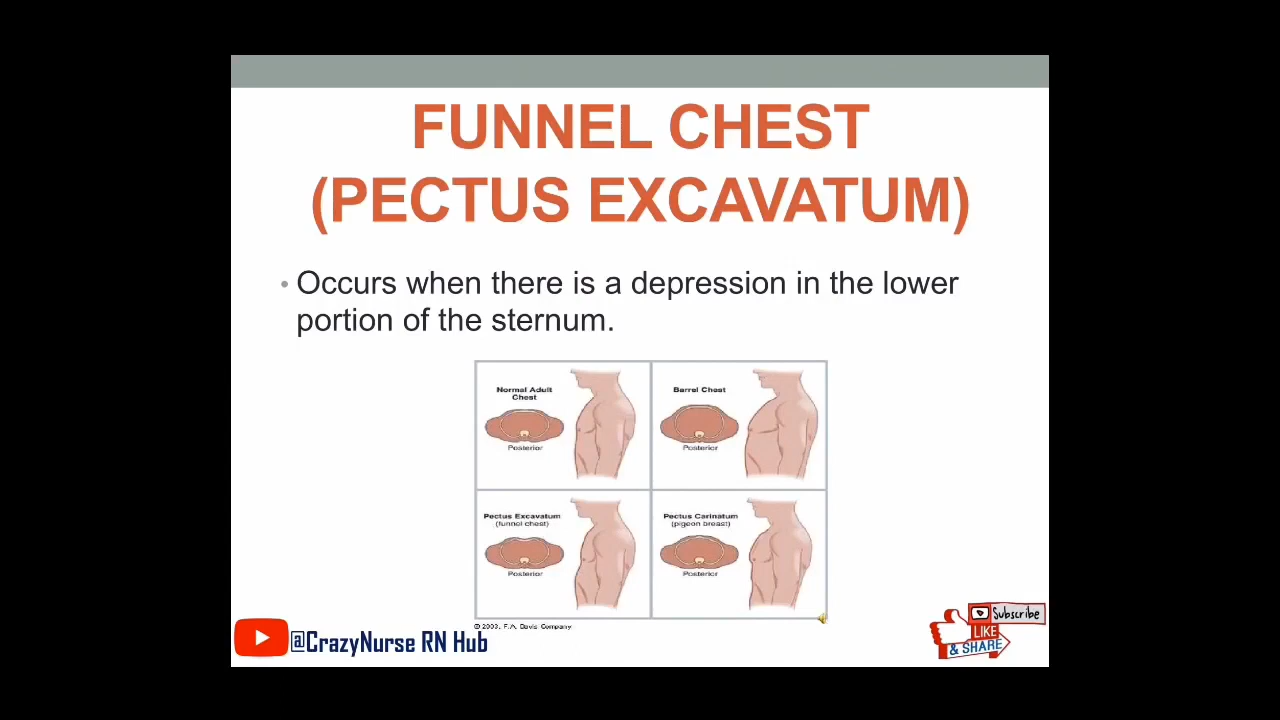 FUNNEL CHEST
(PECTUS EXCAVATUM)
• Occurs when there is a depression in the lower
portion of the sternum.
Normal Adult
Chest
Posterior
Barrel Chest
Posterior
Pectus Excavatum
(funnel chest)
Posterior
Pectus Carinatum
(pigeon breast)
Posterior
© 2003, F.A. Davis Company
@CrazyNurse RN Hub
Subscribe
LIKE
& SHARE